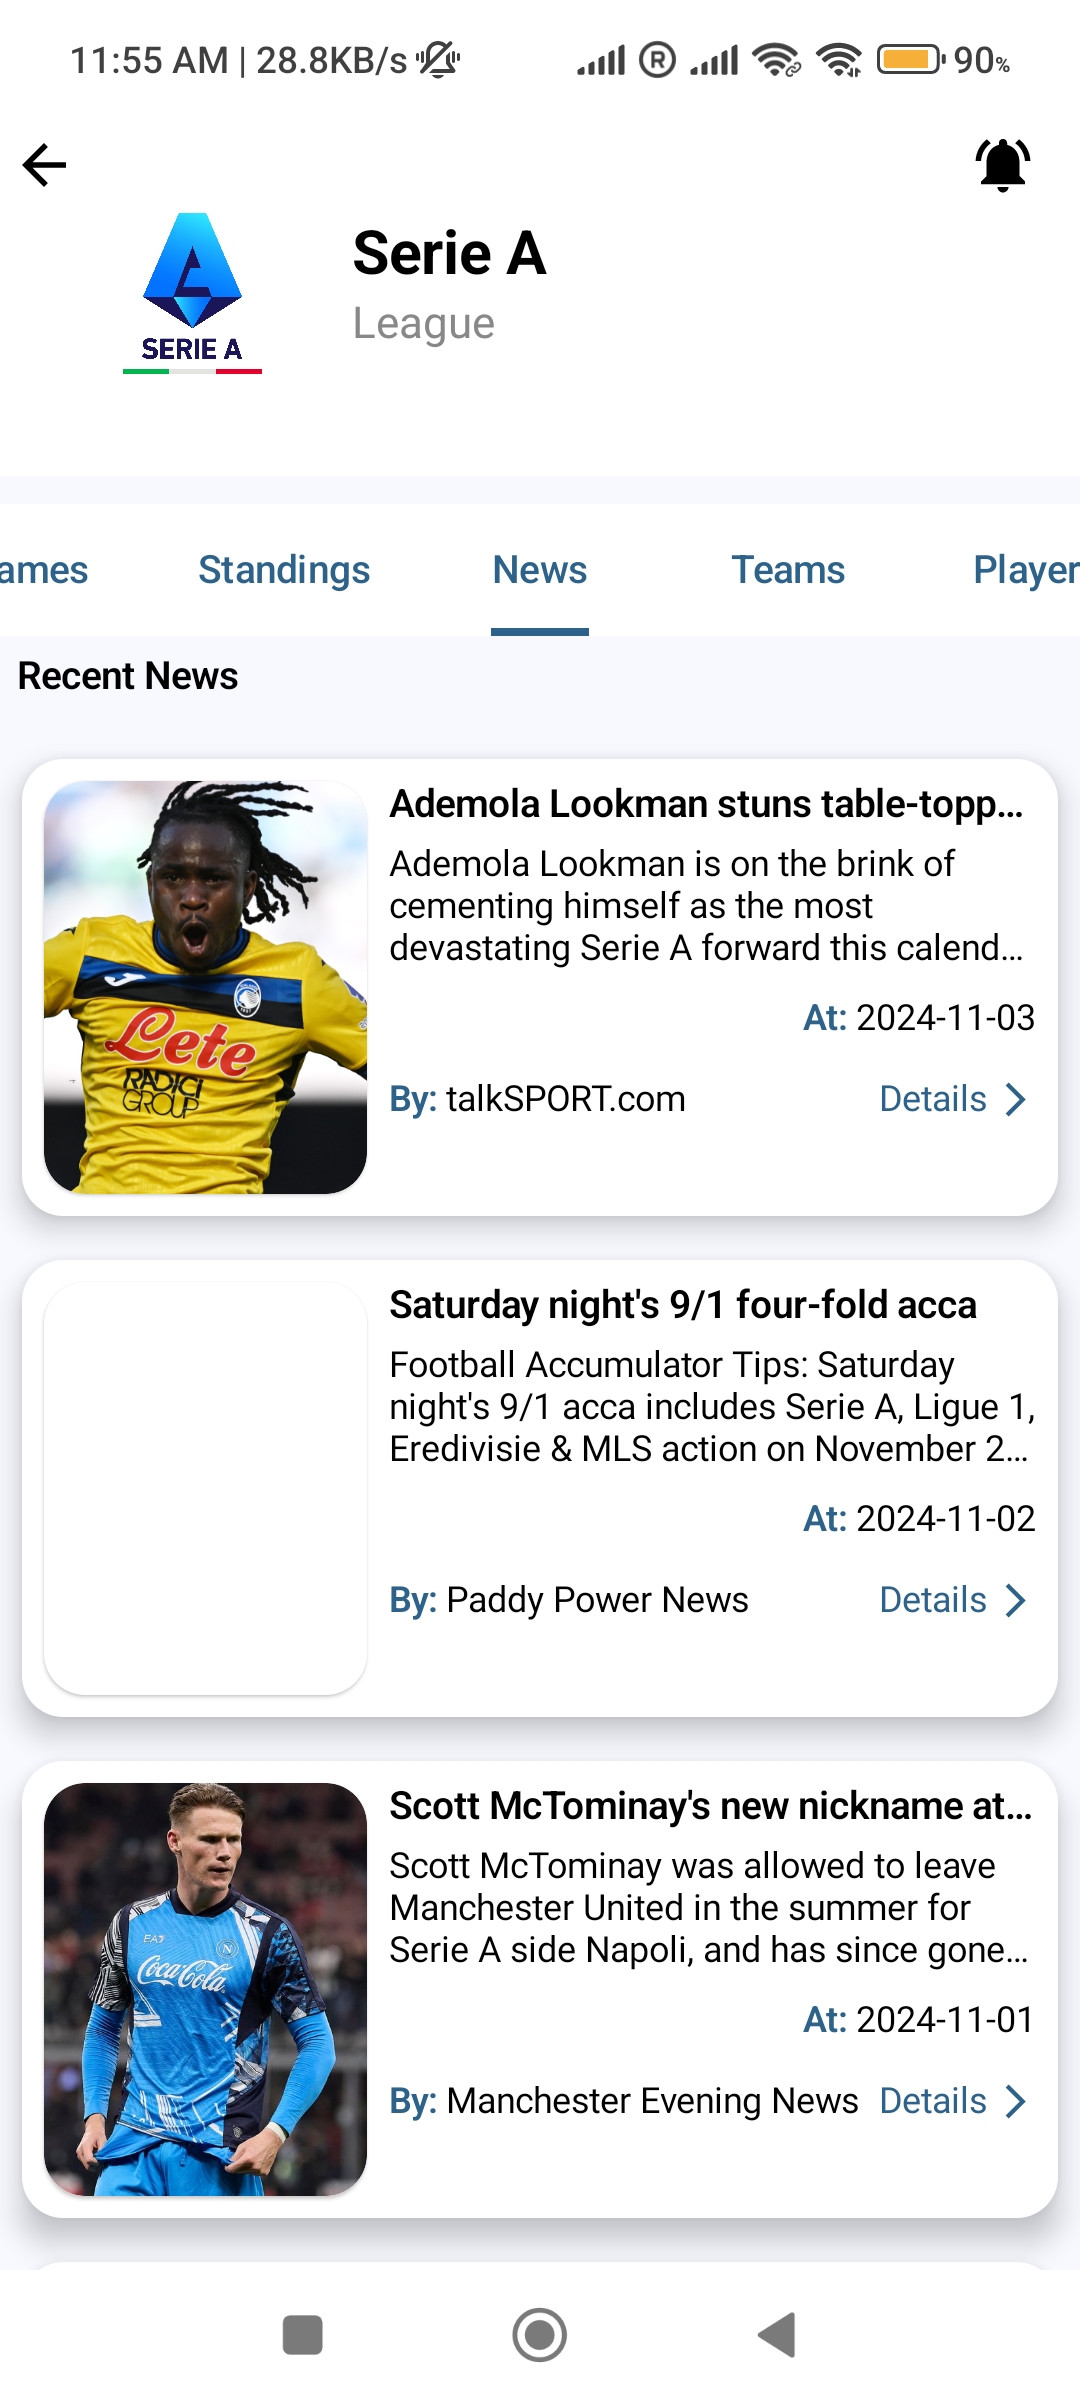 11:55 AM | 28.8KB/s
R
90%
Serie A
League
SERIE A
ames
Standings
News
Teams
Player
Recent News
Ademola Lookman stuns table-topp...
Ademola Lookman is on the brink of
cementing himself as the most
devastating Serie A forward this calend...
At: 2024-11-03
By: talkSPORT.com
Details
Lete
RADICI
GROUP
Saturday night's 9/1 four-fold acca
Football Accumulator Tips: Saturday
night's 9/1 acca includes Serie A, Ligue 1,
Eredivisie & MLS action on November 2...
At: 2024-11-02
By: Paddy Power News
Details
Scott McTominay's new nickname at...
Scott McTominay was allowed to leave
Manchester United in the summer for
Serie A side Napoli, and has since gone...
At: 2024-11-01
By: Manchester Evening News
Details
EA7
N
Coca-Cola